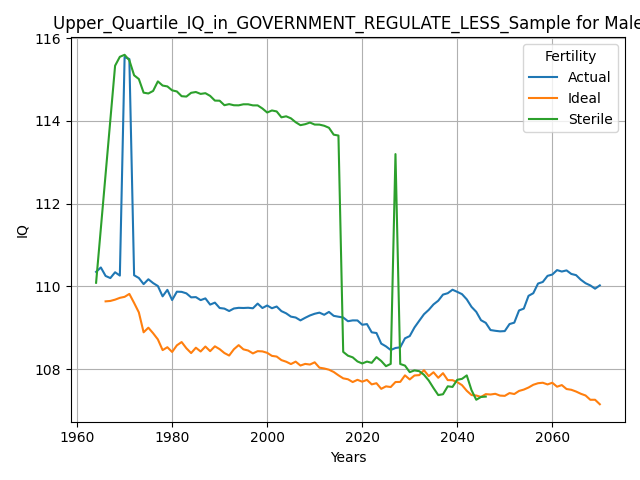 Upper_Quartile_IQ_in_GOVERNMENT_REGULATE_LESS_Sample for Male
116
114
112
110
108
IQ
Fertility
Actual
Ideal
Sterile
1960 1980 2000 2020 2040 2060
Years